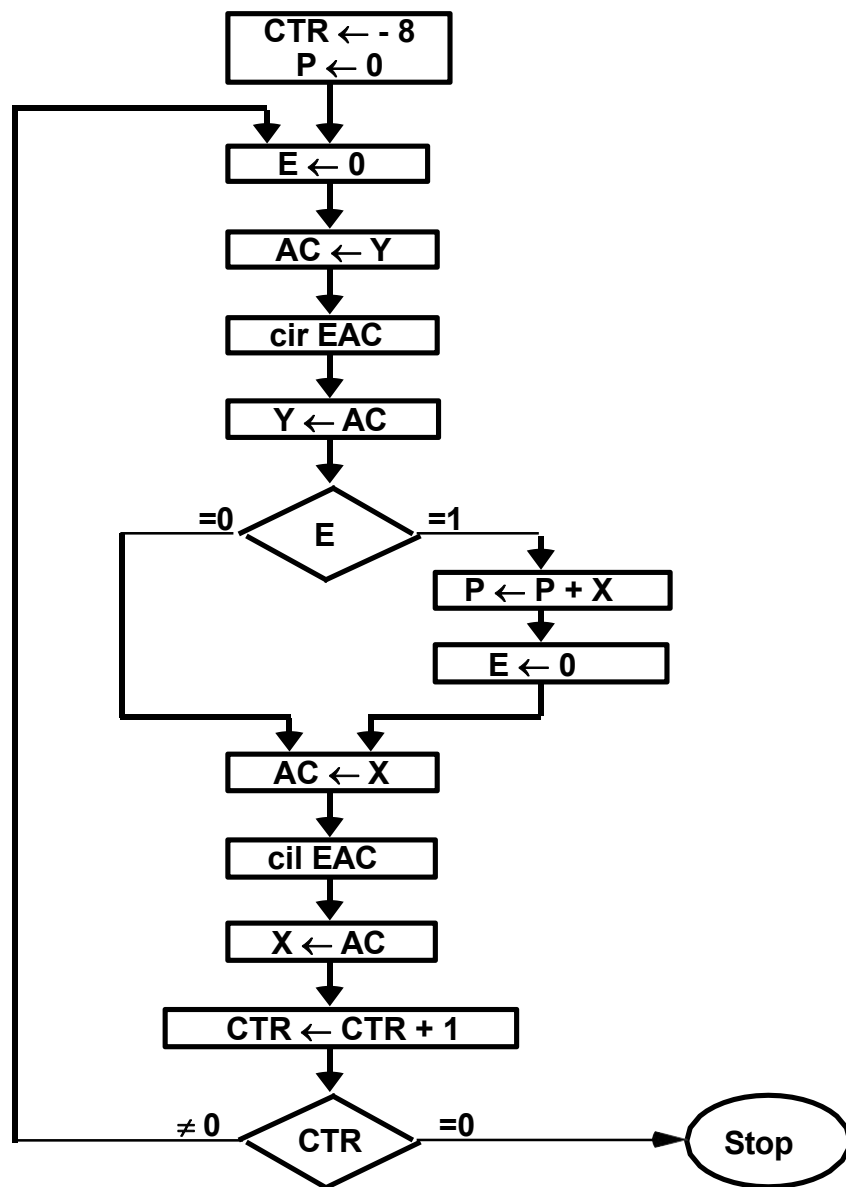 CTR ← - 8
P ← 0
E ← 0
AC ← Y
cir EAC
Y ← AC
=0
E
=1
P ← P + X
E ← 0
AC ← X
cil EAC
X ← AC
CTR ← CTR + 1
≠ 0
CTR
=0
Stop